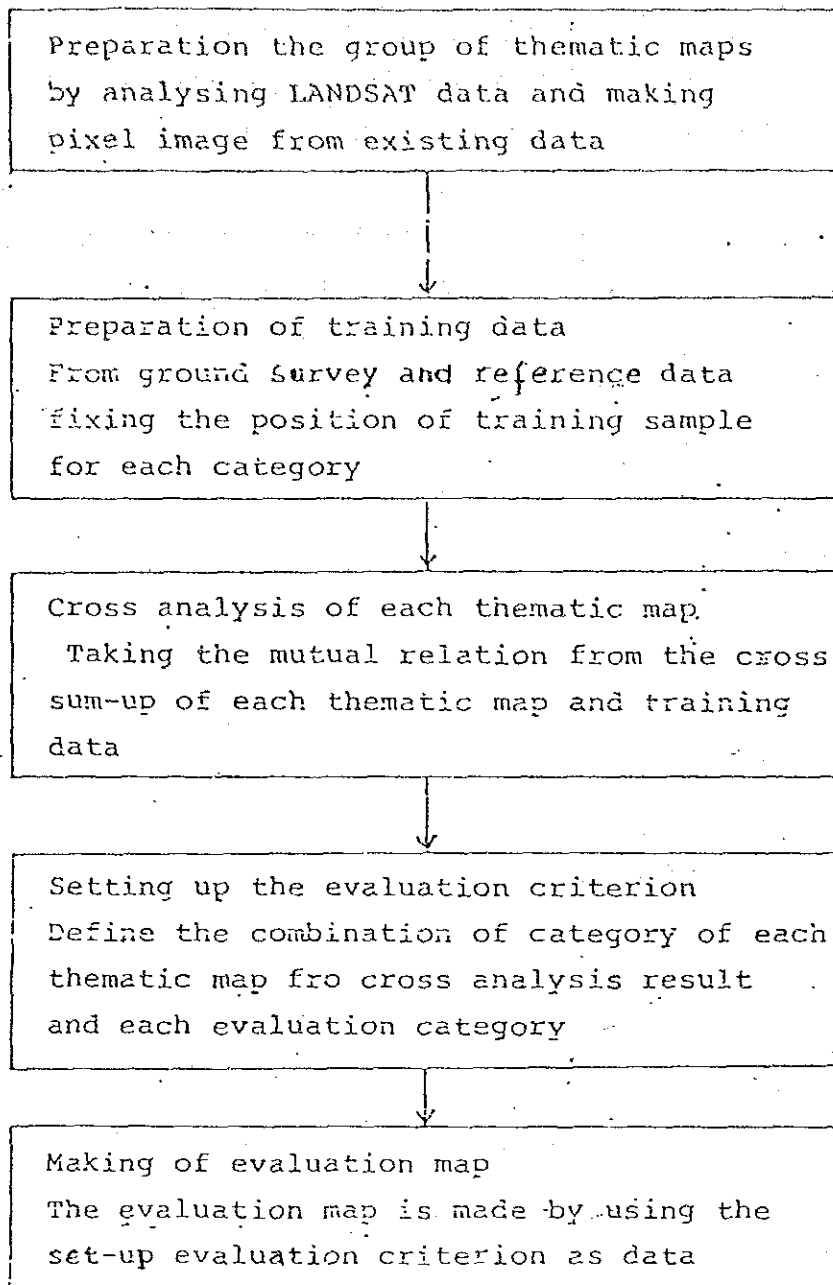 Preparation the group of thematic maps
by analysing LANDSAT data and making
pixel image from existing data
Preparation of training data
From ground Survey and reference data
fixing the position of training sample
for each category
Cross analysis of each thematic map.
Taking the mutual relation from the cross
sum-up of each thematic map and training
data
Setting up the evaluation criterion
Define the combination of category of each
thematic map fro cross analysis result
and each evaluation category
Making of evaluation map
The evaluation map is made by using the
set-up evaluation criterion as data